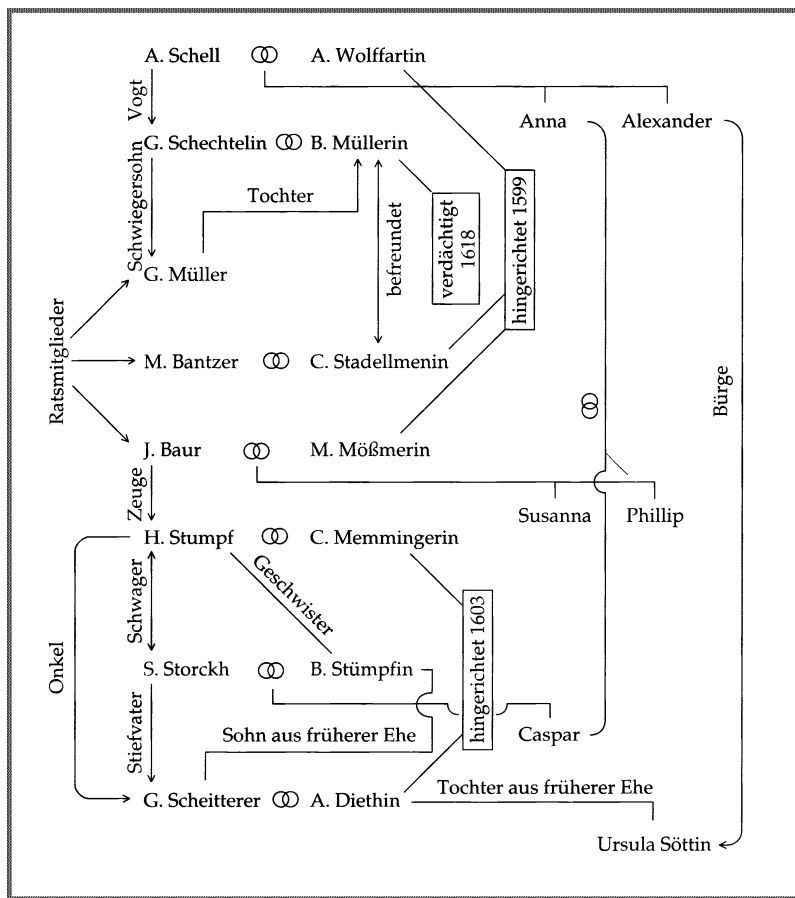 A. Schell A. Wolffartin
Vogt
Anna Alexander
G. Schechtelin B. Müllerin
Schwiegersohn
Tochter
befreundet
verdächtigt
1618
hingerichtet 1599
G. Müller
Ratsmitglieder
M. Bantzer C. Stadellmenin
Bürge
J. Baur M. Mößmerin
Zeuge
Susanna Phillip
H. Stumpf C. Memmingerin
Geschwister
Schwager
Onkel
hingerichtet 1603
S. Storckh B. Stümpfin
Stiefvater
Sohn aus früherer Ehe
Caspar
G. Scheitterer A. Diethin
Tochter aus früherer Ehe
Ursula Söttin